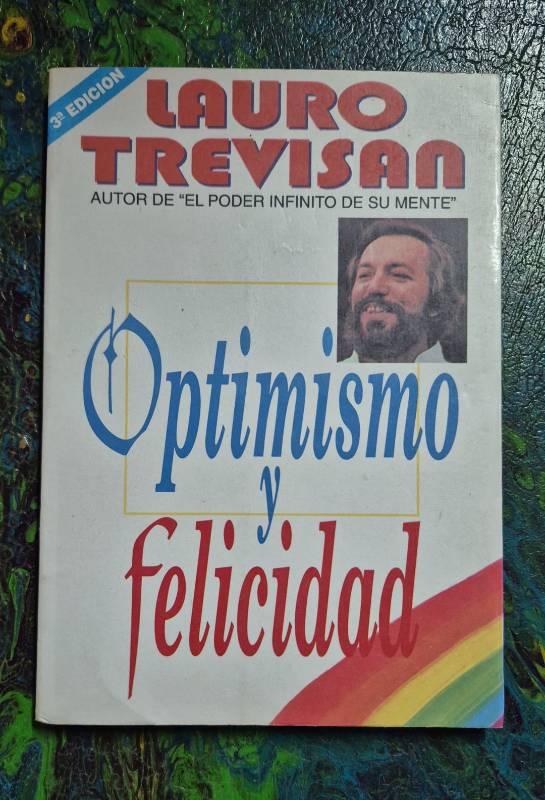 3ª EDICION
LAURO
TREVISAN
AUTOR DE "EL PODER INFINITO DE SU MENTE"
Optimismo
y
felicidad